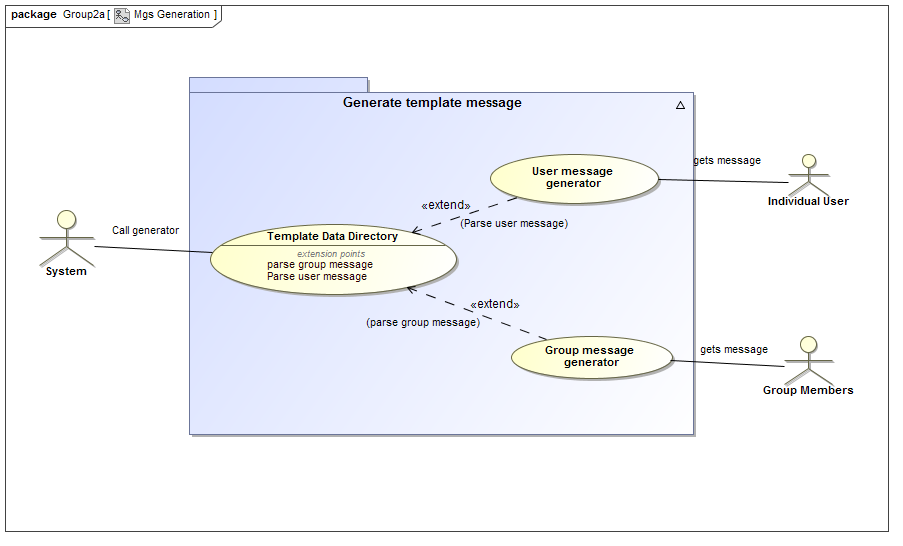 package Group2a [ Mgs Generation ]
Generate template message
User message
generator
gets message
Individual User
«extend»
(Parse user message)
Call generator
System
Template Data Directory
extension points
parse group message
Parse user message
«extend»
(parse group message)
Group message
generator
gets message
Group Members